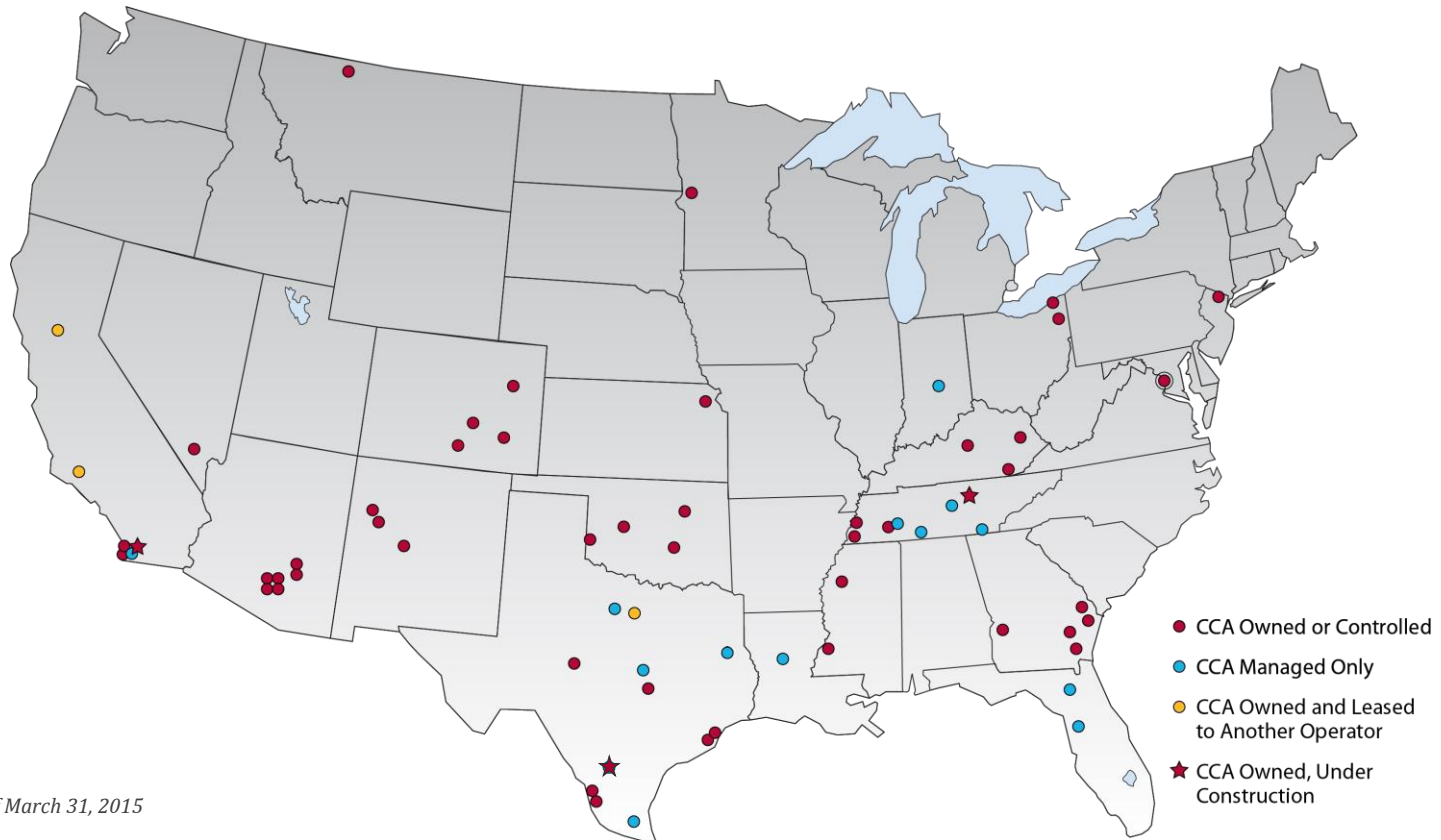 CCA Owned or Controlled
CCA Managed Only
CCA Owned and Leased
to Another Operator
CCA Owned, Under
Construction
March 31, 2015